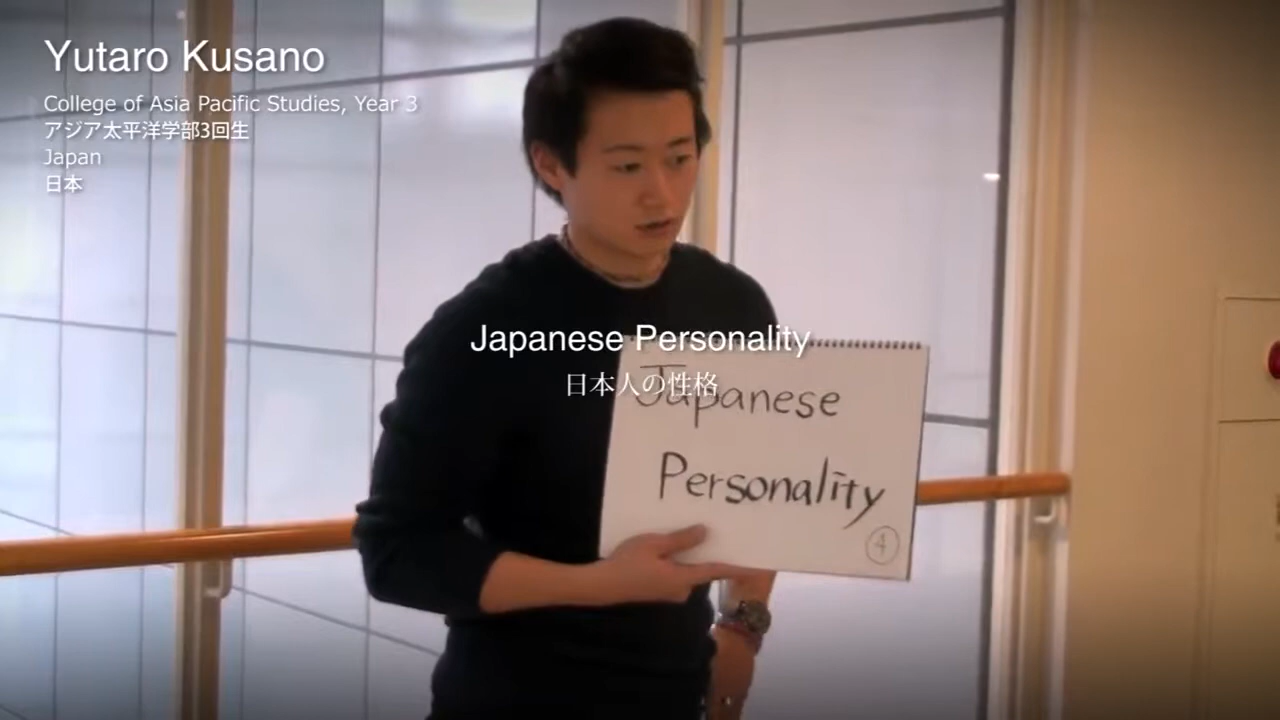 Yutaro Kusano
College of Asia Pacific Studies, Year 3
アジア太平洋学部3回生
Japan
日本
Japanese Personality
日本人の性格
Japanese
Personality
4